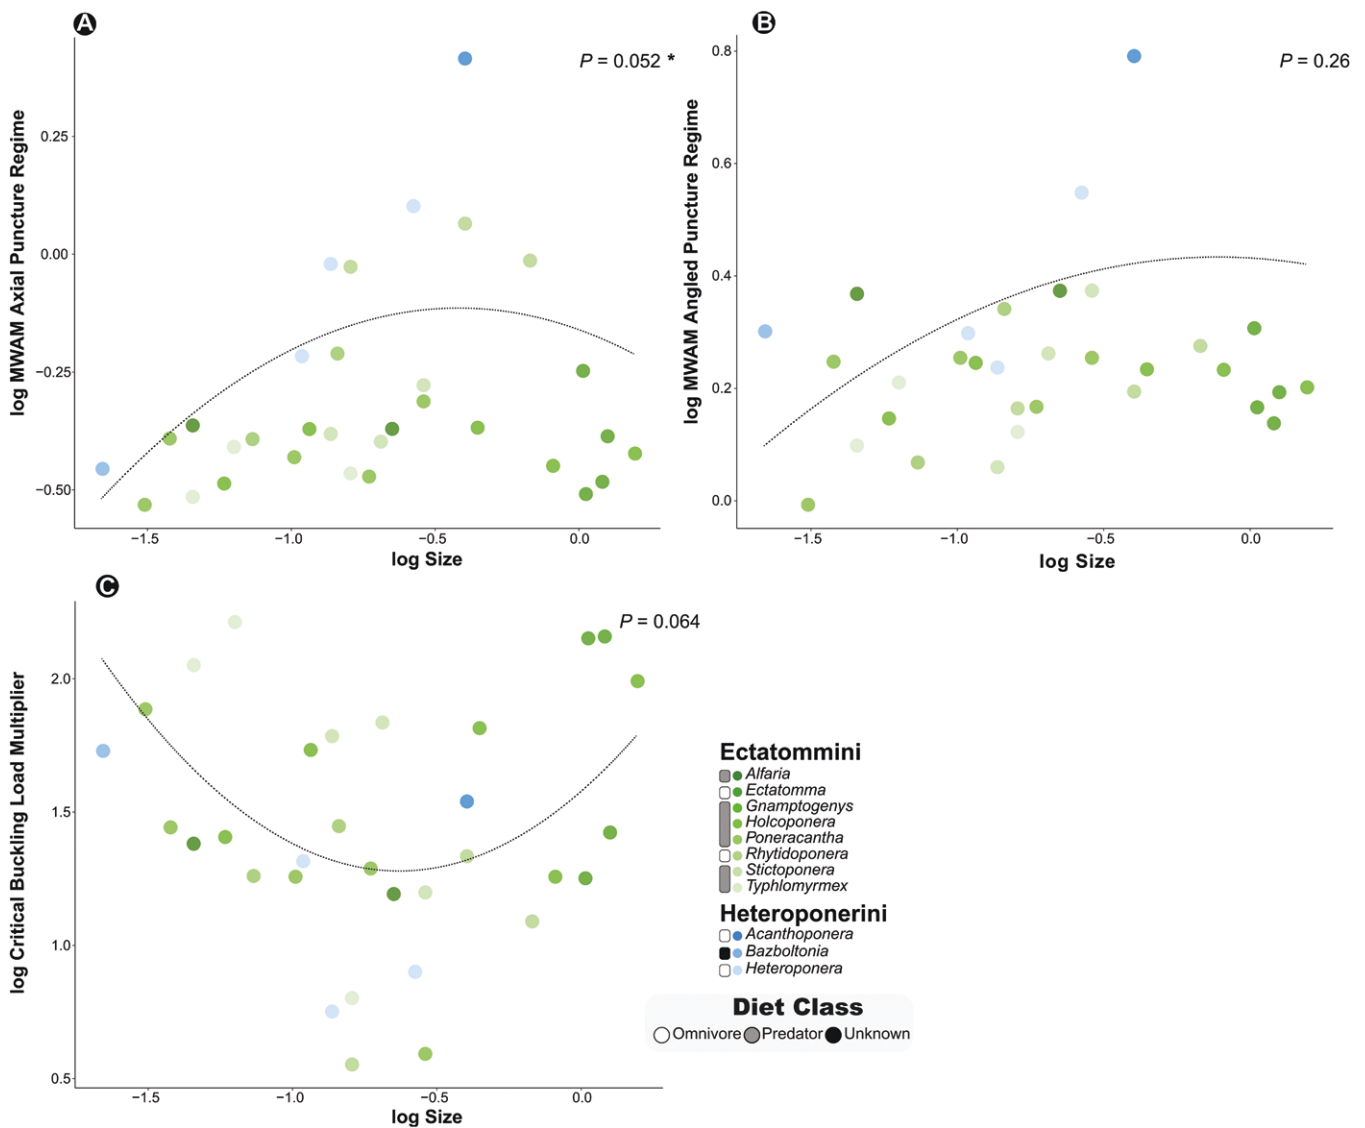 A
P = 0.052 *
log MWAM Axial Puncture Regime
0.25
0.00
−0.25
−0.50
−1.5
−1.0
−0.5
0.0
log Size
B
P = 0.26
log MWAM Angled Puncture Regime
0.8
0.6
0.4
0.2
0.0
−1.5
−1.0
−0.5
0.0
log Size
C
P = 0.064
log Critical Buckling Load Multiplier
2.0
1.5
1.0
0.5
−1.5
−1.0
−0.5
0.0
log Size
Ectatommini
Alfaria
Ectatomma
Gnamptogenys
Holcoponera
Poneracantha
Rhytidoponera
Stictoponera
Typhlomyrmex
Heteroponerini
Acanthoponera
Bazboltonia
Heteroponera
Diet Class
Omnivore Predator Unknown